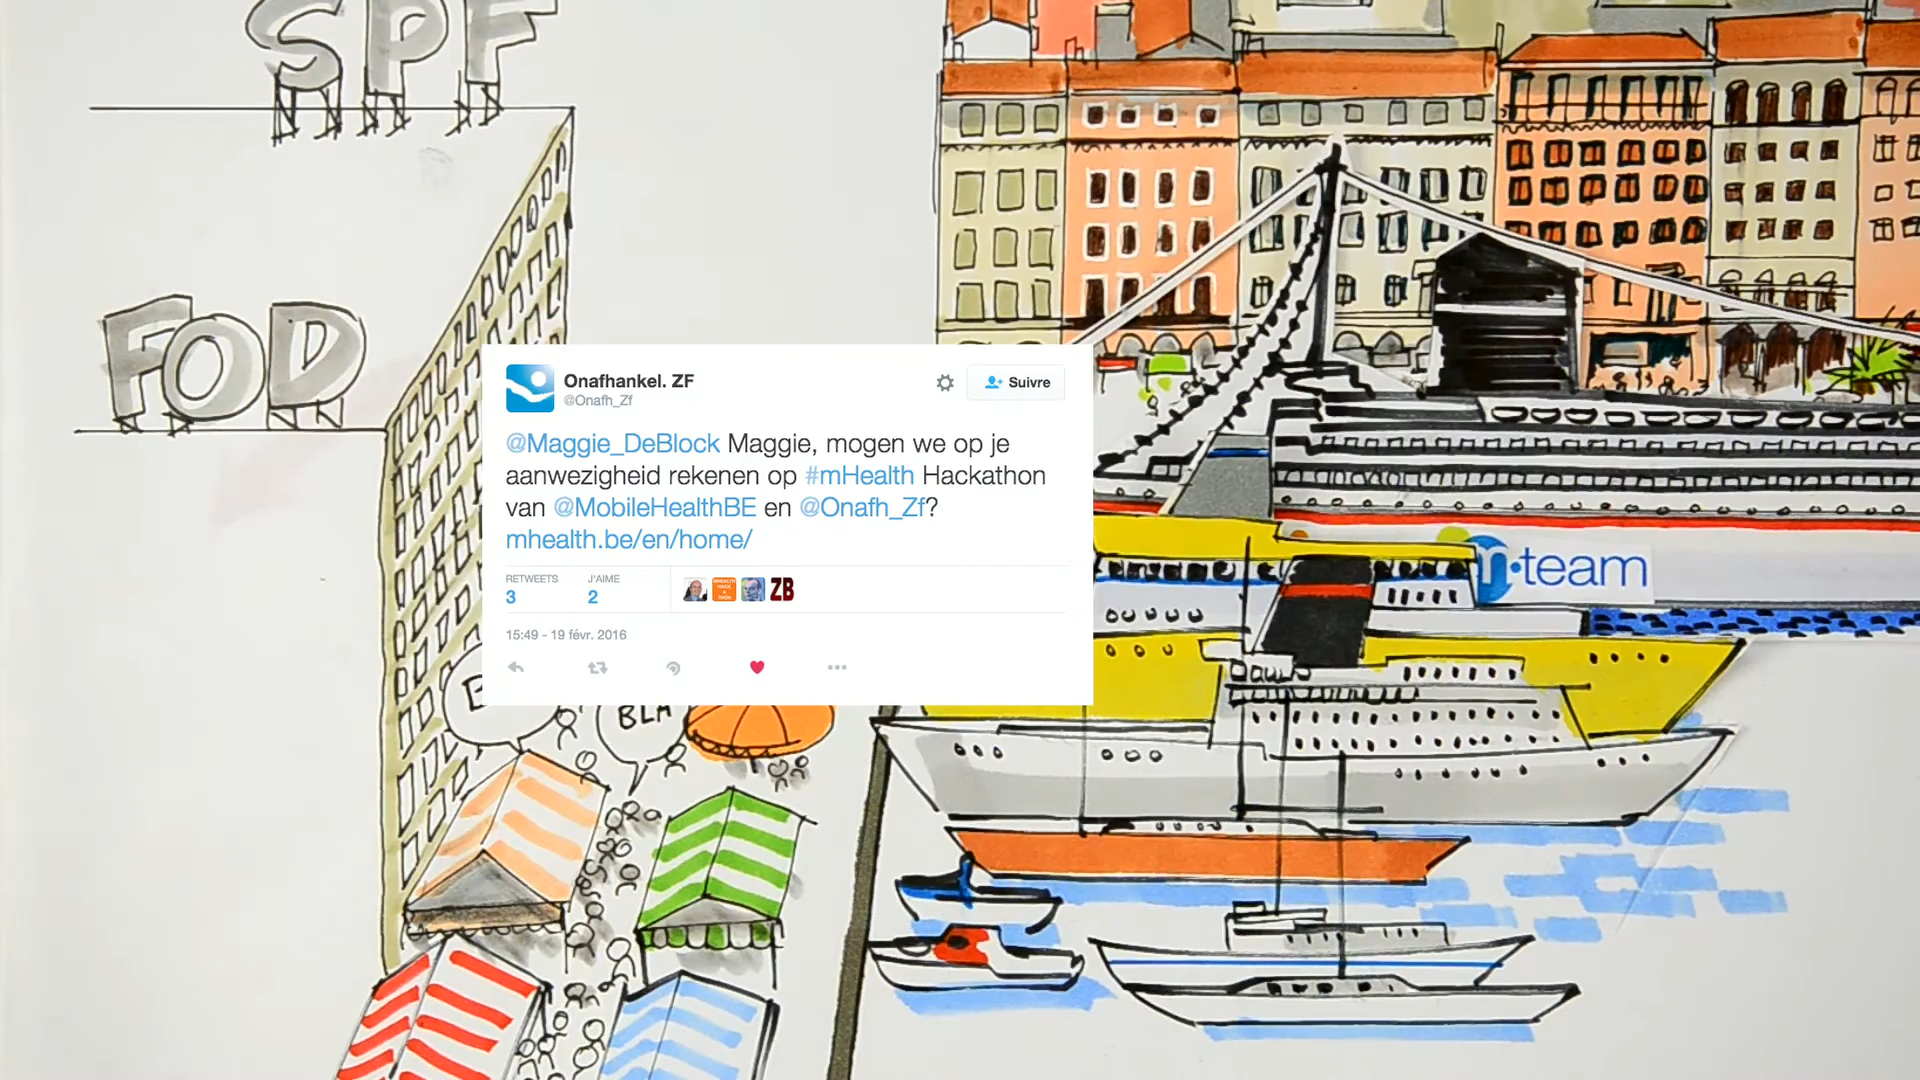 SPF
FOD
Onafhankel. ZF
@Onafh_Zf
Suivre
@Maggie_DeBlock Maggie, mogen we op je
aanwezigheid rekenen op #mHealth Hackathon
van @MobileHealthBE en @Onafh_Zf?
mhealth.be/en/home/
RETWEETS
3
J'AIME
2
ZB
15:49 - 19 févr. 2016
BLA
m-team